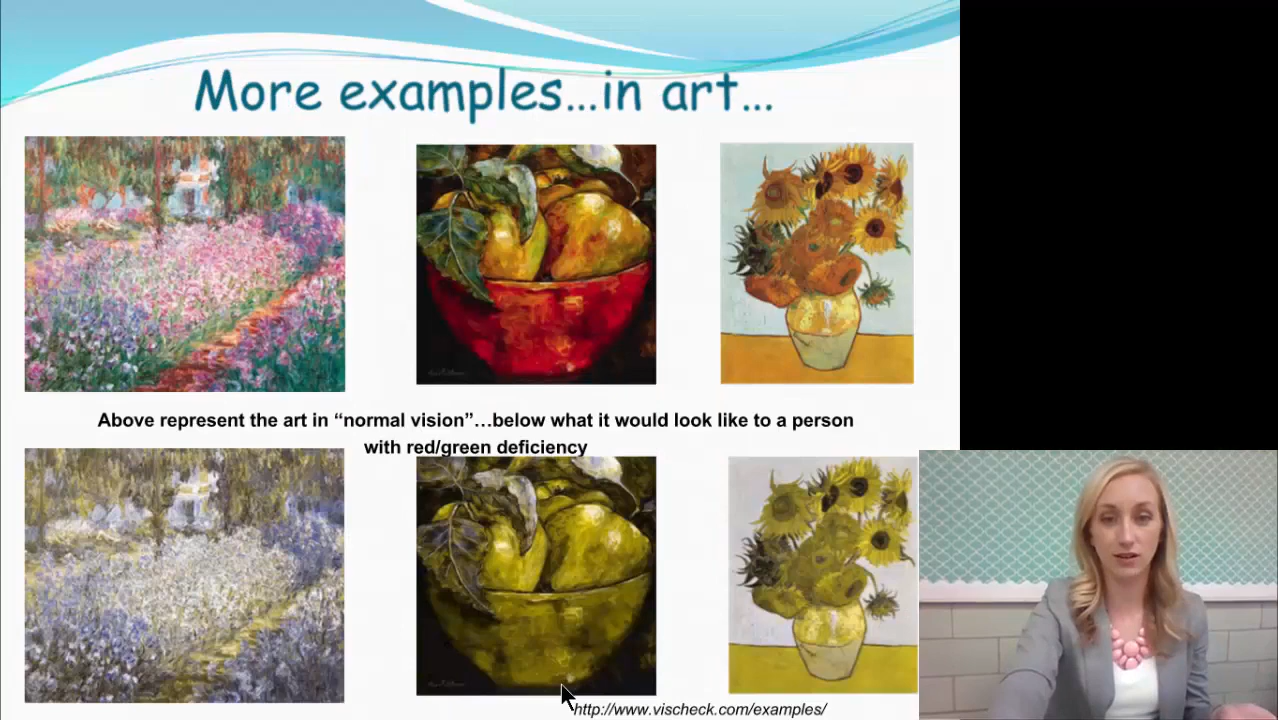 More examples…in art…
Above represent the art in “normal vision”…below what it would look like to a person
with red/green deficiency
http://www.vischeck.com/examples/